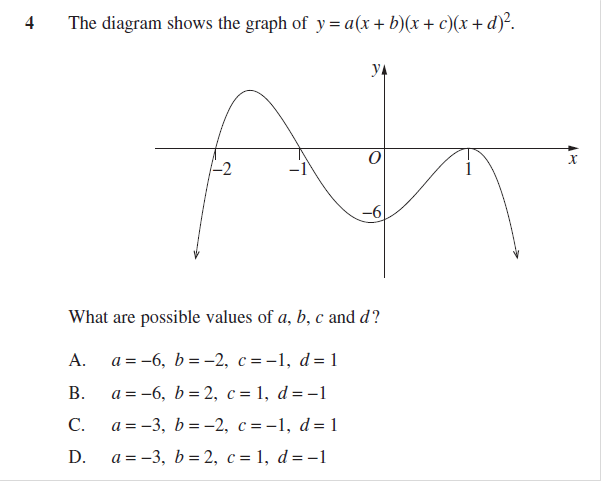 4 The diagram shows the graph of y = a(x + b)(x + c)(x + d)².
y
O
x
–2
–1
1
–6
What are possible values of a, b, c and d?
A. a = –6, b = –2, c = –1, d = 1
B. a = –6, b = 2, c = 1, d = –1
C. a = –3, b = –2, c = –1, d = 1
D. a = –3, b = 2, c = 1, d = –1